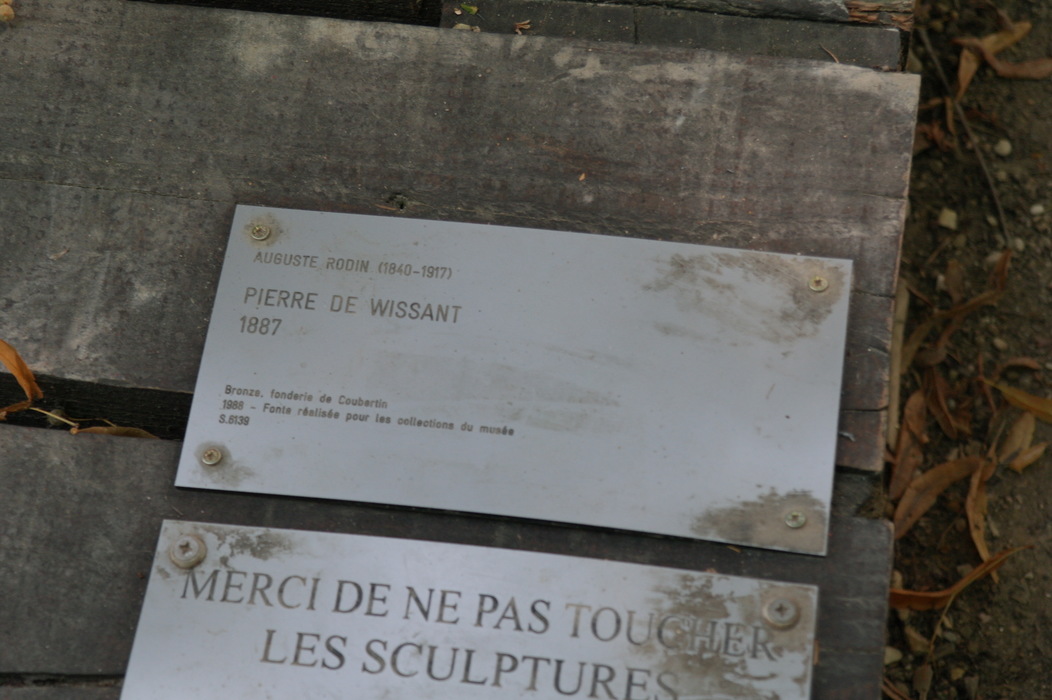 AUGUSTE RODIN (1840-1917)
PIERRE DE WISSANT
1887
Bronze, fonderie de Coubertin
1988 - Fonte réalisée pour les collections du musée
S.6139
MERCI DE NE PAS TOUCHER
LES SCULPTURES